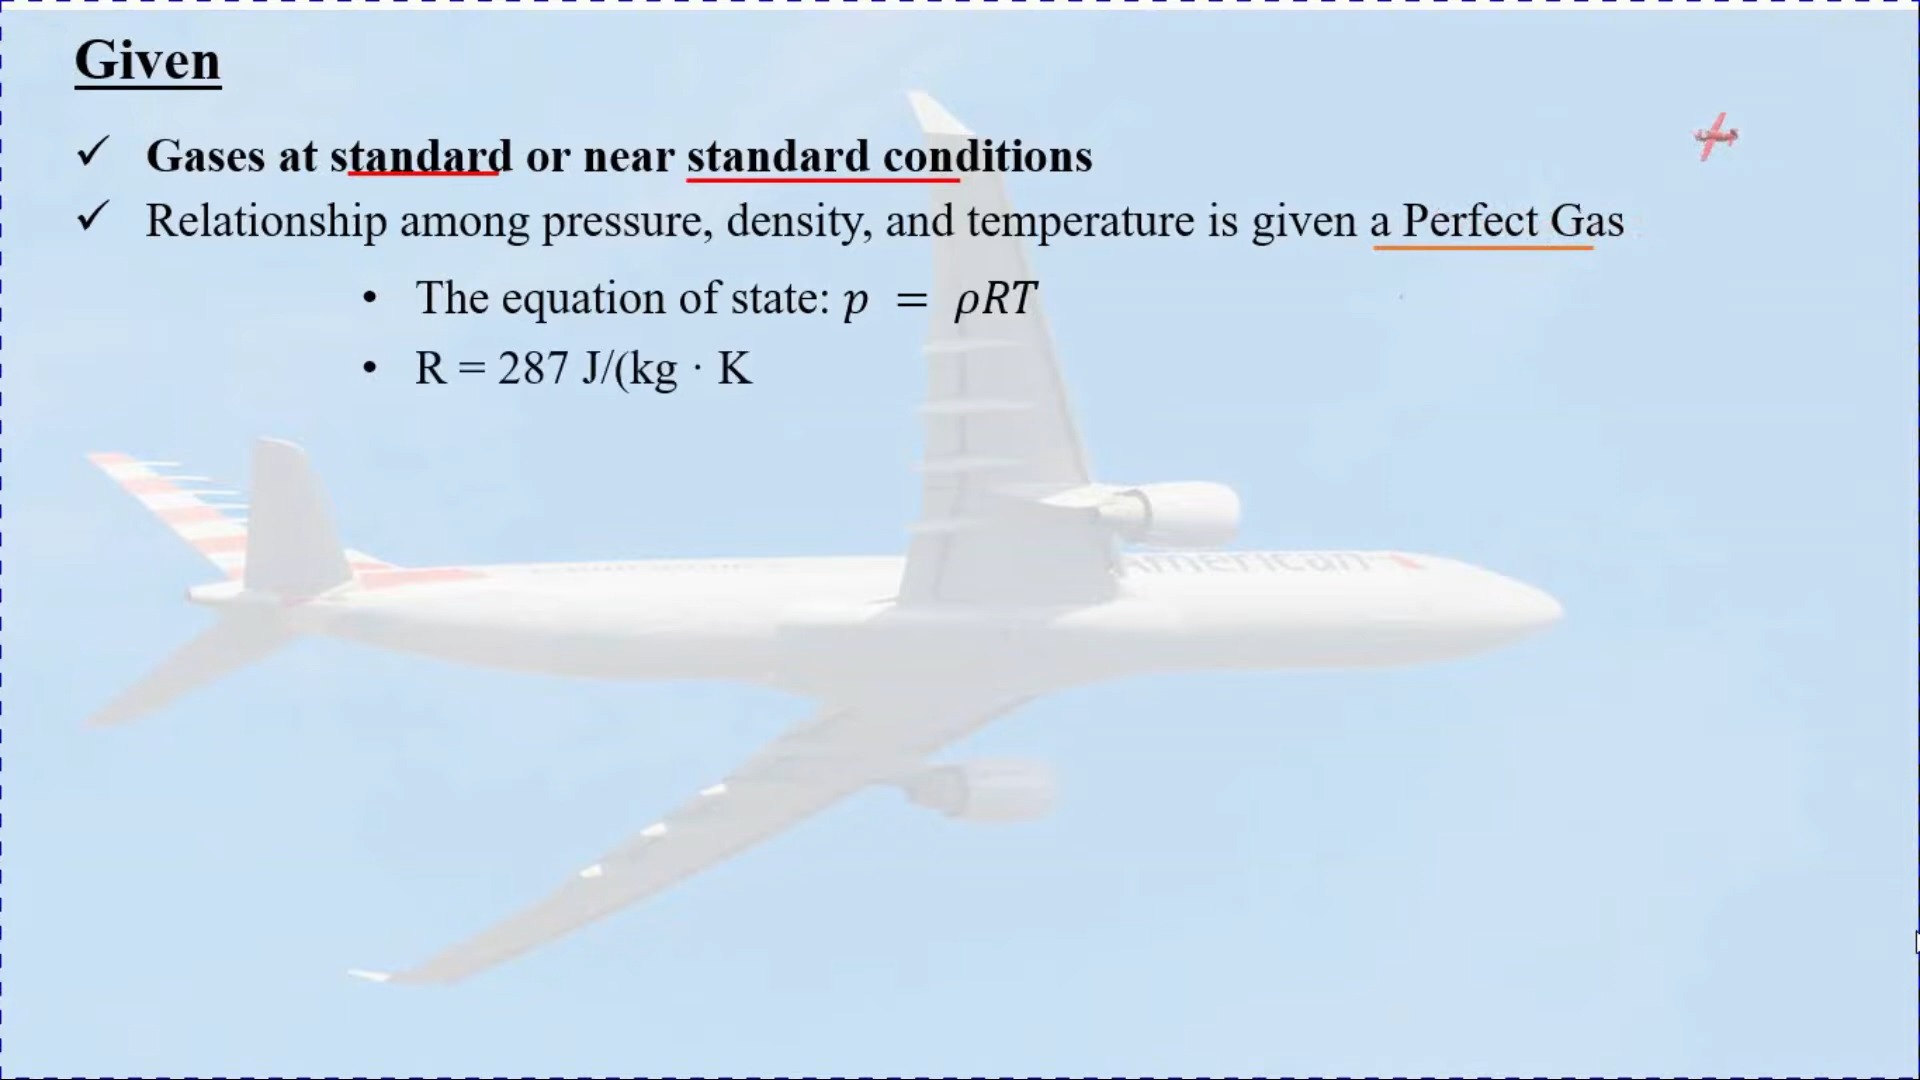 Given
✓ Gases at standard or near standard conditions
✓ Relationship among pressure, density, and temperature is given a Perfect Gas
• The equation of state: p = ρRT
• R = 287 J/(kg · K
American